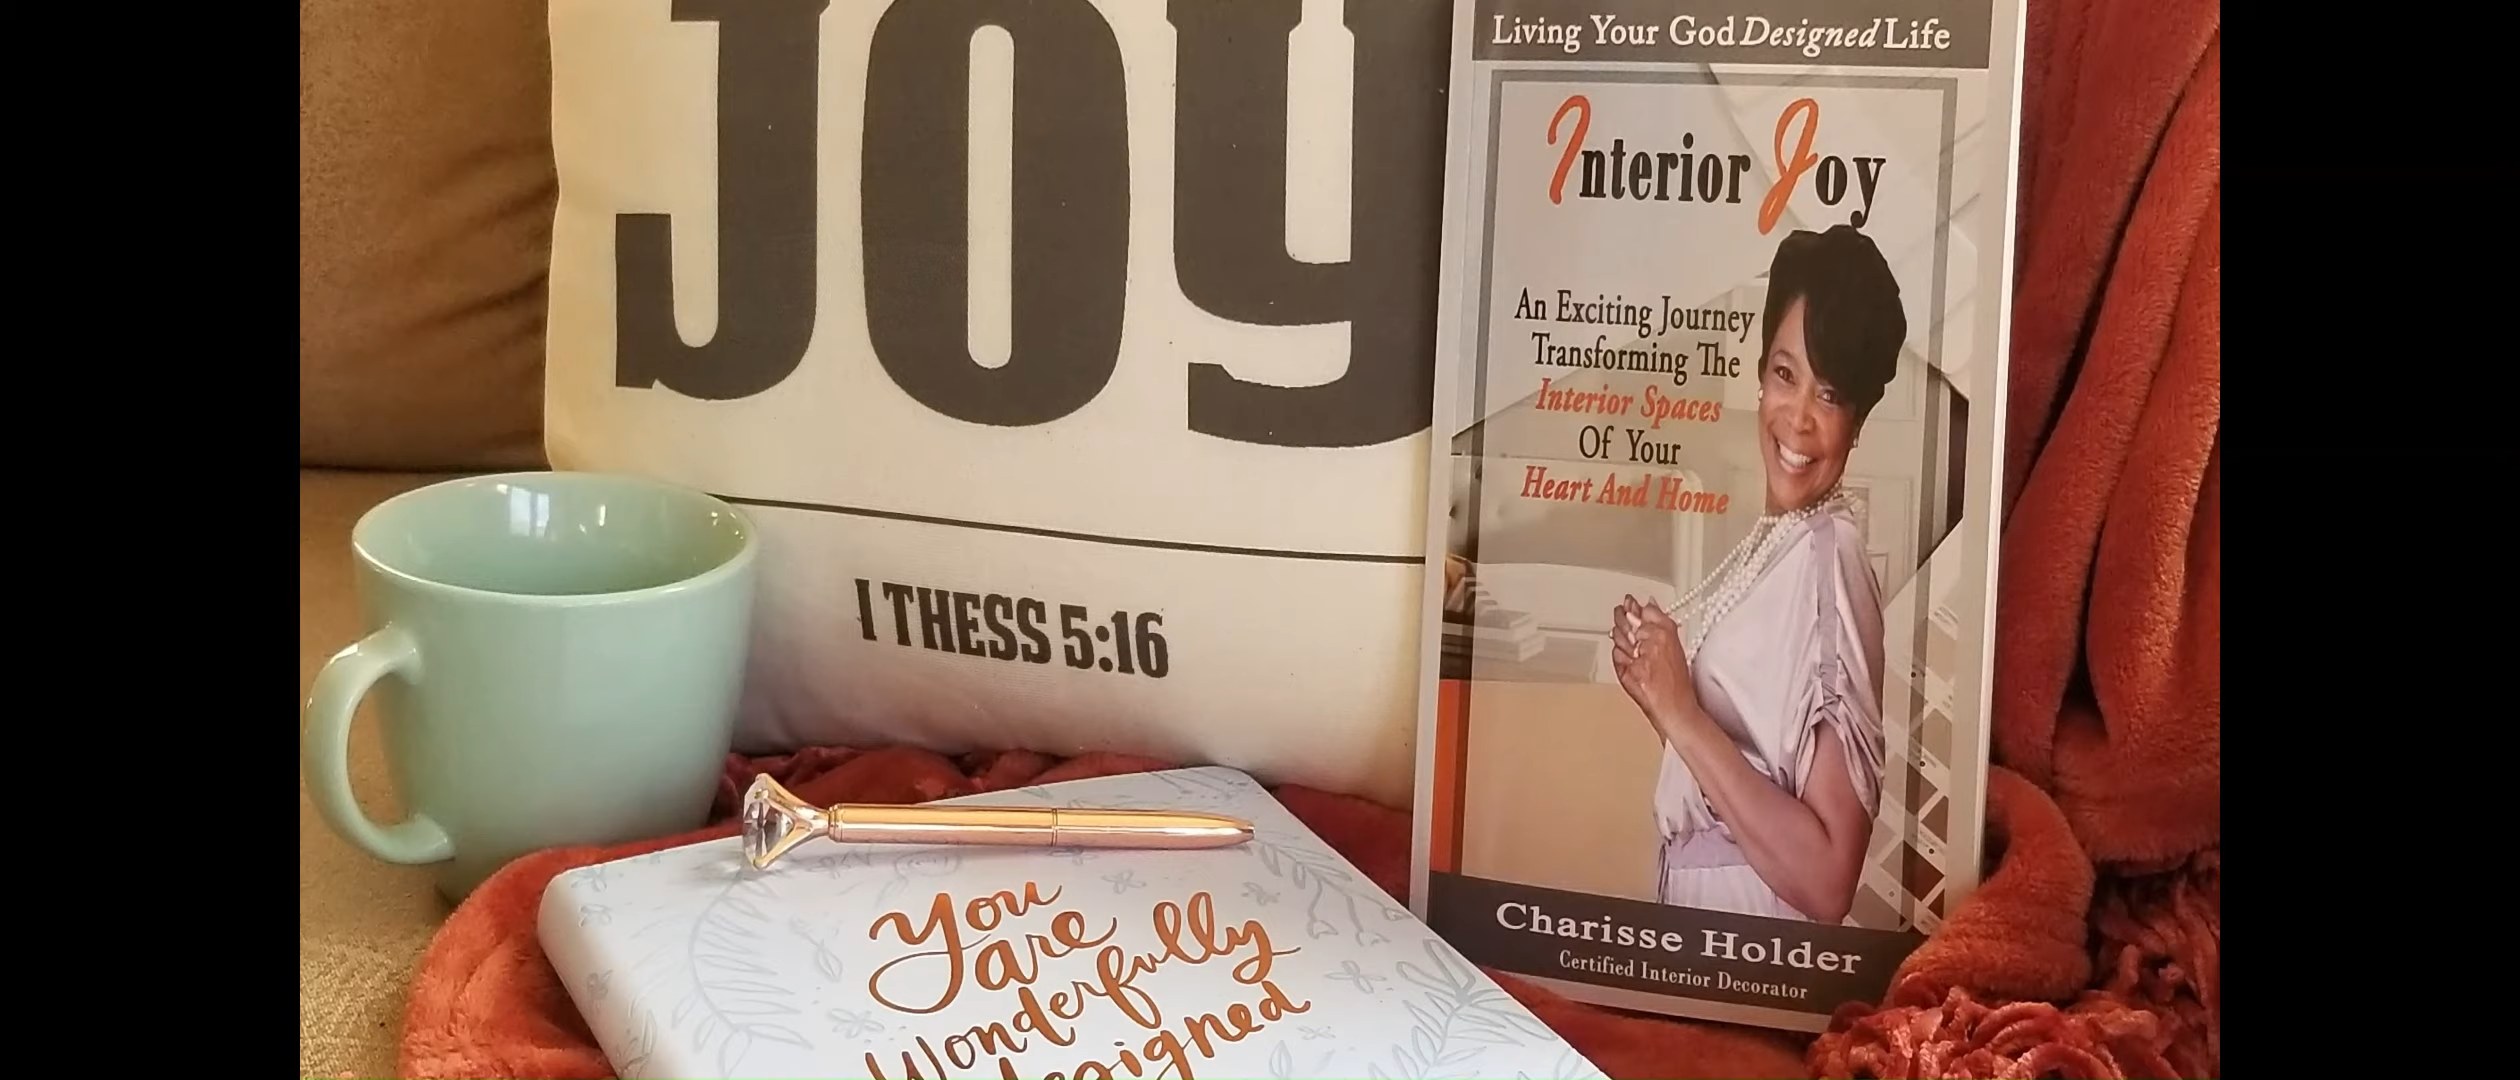 JOY
I THESS 5:16
Living Your God Designed Life
Interior Joy
An Exciting Journey
Transforming The
Interior Spaces
Of Your
Heart And Home
Charisse Holder
Certified Interior Decorator
You
are
Wonderfully
designed